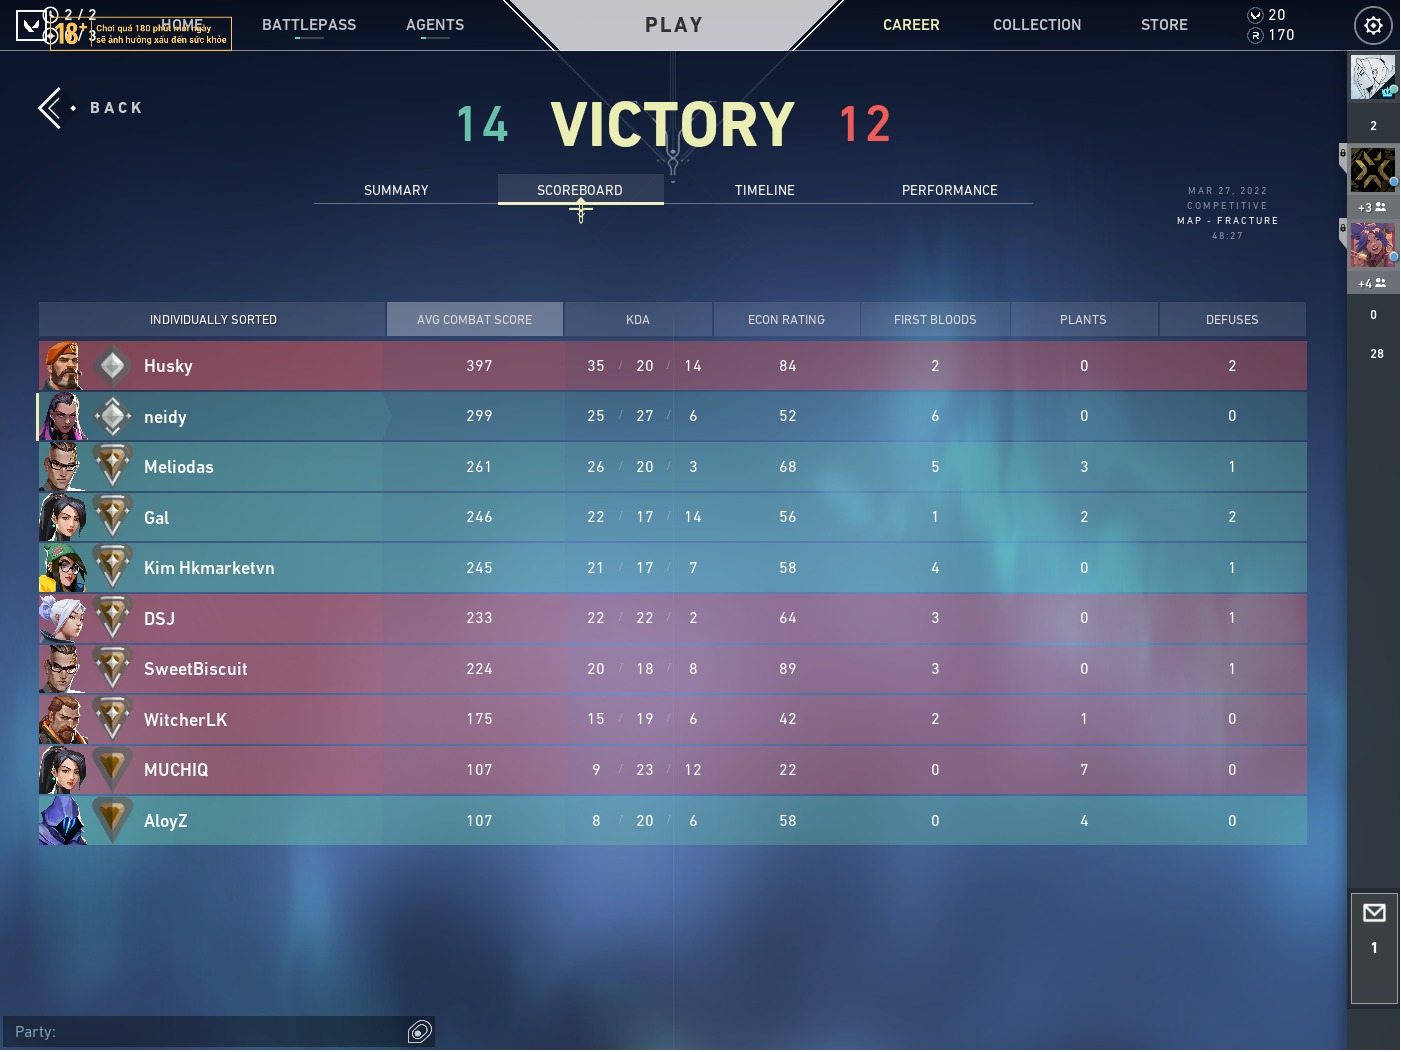 2 / 2
HOME
BATTLEPASS
AGENTS
PLAY
CAREER
COLLECTION
STORE
20
170
18+
Chơi quá 180 phút mỗi ngày
sẽ ảnh hưởng xấu đến sức khỏe
/ 3
BACK
14 VICTORY 12
SUMMARY
SCOREBOARD
TIMELINE
PERFORMANCE
MAR 27, 2022
COMPETITIVE
MAP - FRACTURE
48:27
2
+3
+4
0
28
INDIVIDUALLY SORTED AVG COMBAT SCORE KDA ECON RATING FIRST BLOODS PLANTS DEFUSES
Husky 397 35 / 20 / 14 84 2 0 2
neidy 299 25 / 27 / 6 52 6 0 0
Meliodas 261 26 / 20 / 3 68 5 3 1
Gal 246 22 / 17 / 14 56 1 2 2
Kim Hkmarketvn 245 21 / 17 / 7 58 4 0 1
DSJ 233 22 / 22 / 2 64 3 0 1
SweetBiscuit 224 20 / 18 / 8 89 3 0 1
WitcherLK 175 15 / 19 / 6 42 2 1 0
MUCHIQ 107 9 / 23 / 12 22 0 7 0
AloyZ 107 8 / 20 / 6 58 0 4 0
1
Party: